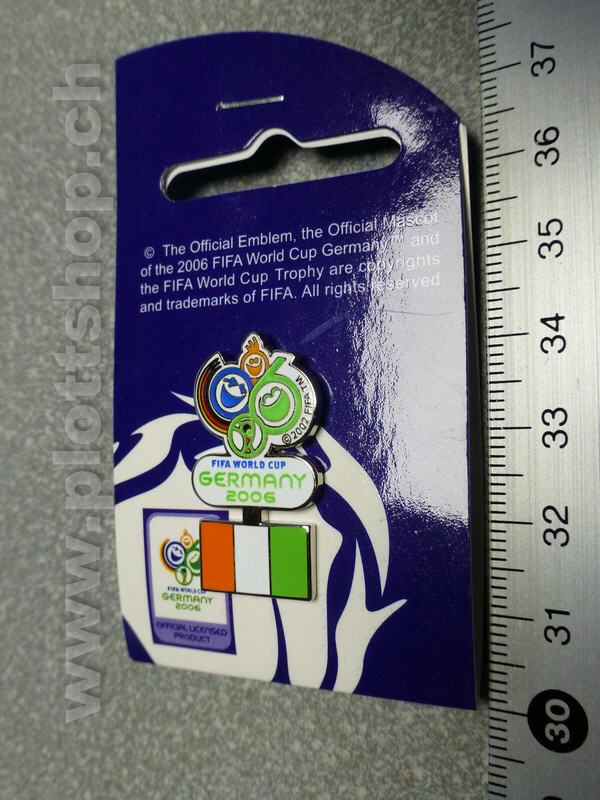 © The Official Emblem, the Official Mascot
of the 2006 FIFA World Cup Germany™ and
the FIFA World Cup Trophy are copyrights
and trademarks of FIFA. All rights reserved
©2002 FIFA TM
FIFA WORLD CUP
GERMANY
2006
FIFA WORLD CUP
GERMANY
2006
OFFICIAL LICENSED
PRODUCT
37
36
35
34
33
32
31
30
www.plottshop.ch